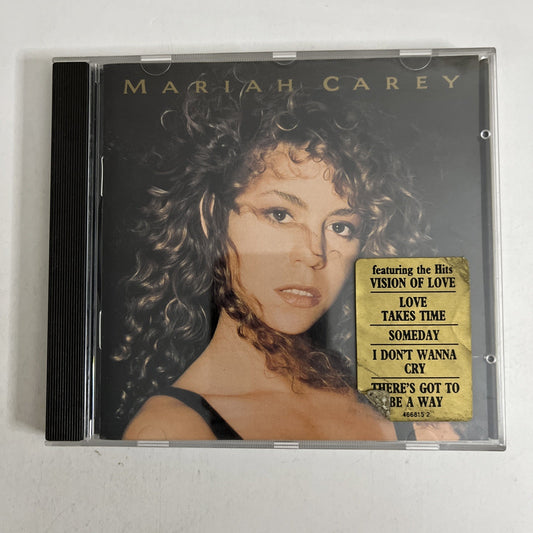 MARIAH CAREY
featuring the Hits
VISION OF LOVE
LOVE
TAKES TIME
SOMEDAY
I DON'T WANNA
CRY
THERE'S GOT TO
BE A WAY
466815 2